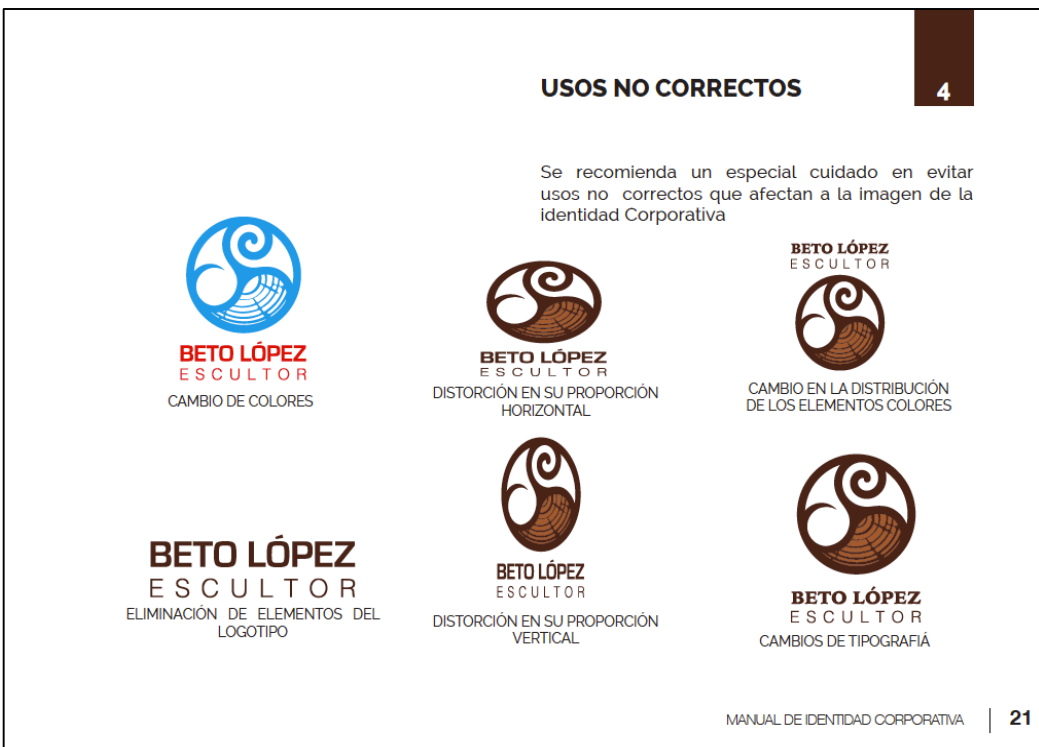 USOS NO CORRECTOS
4
Se recomienda un especial cuidado en evitar
usos no correctos que afectan a la imagen de la
identidad Corporativa
BETO LÓPEZ
ESCULTOR
CAMBIO DE COLORES
BETO LÓPEZ
ESCULTOR
DISTORCIÓN EN SU PROPORCIÓN
HORIZONTAL
BETO LÓPEZ
ESCULTOR
CAMBIO EN LA DISTRIBUCIÓN
DE LOS ELEMENTOS COLORES
BETO LÓPEZ
ESCULTOR
ELIMINACIÓN DE ELEMENTOS DEL
LOGOTIPO
BETO LÓPEZ
ESCULTOR
DISTORCIÓN EN SU PROPORCIÓN
VERTICAL
BETO LÓPEZ
ESCULTOR
CAMBIOS DE TIPOGRAFIÁ
MANUAL DE IDENTIDAD CORPORATIVA
21